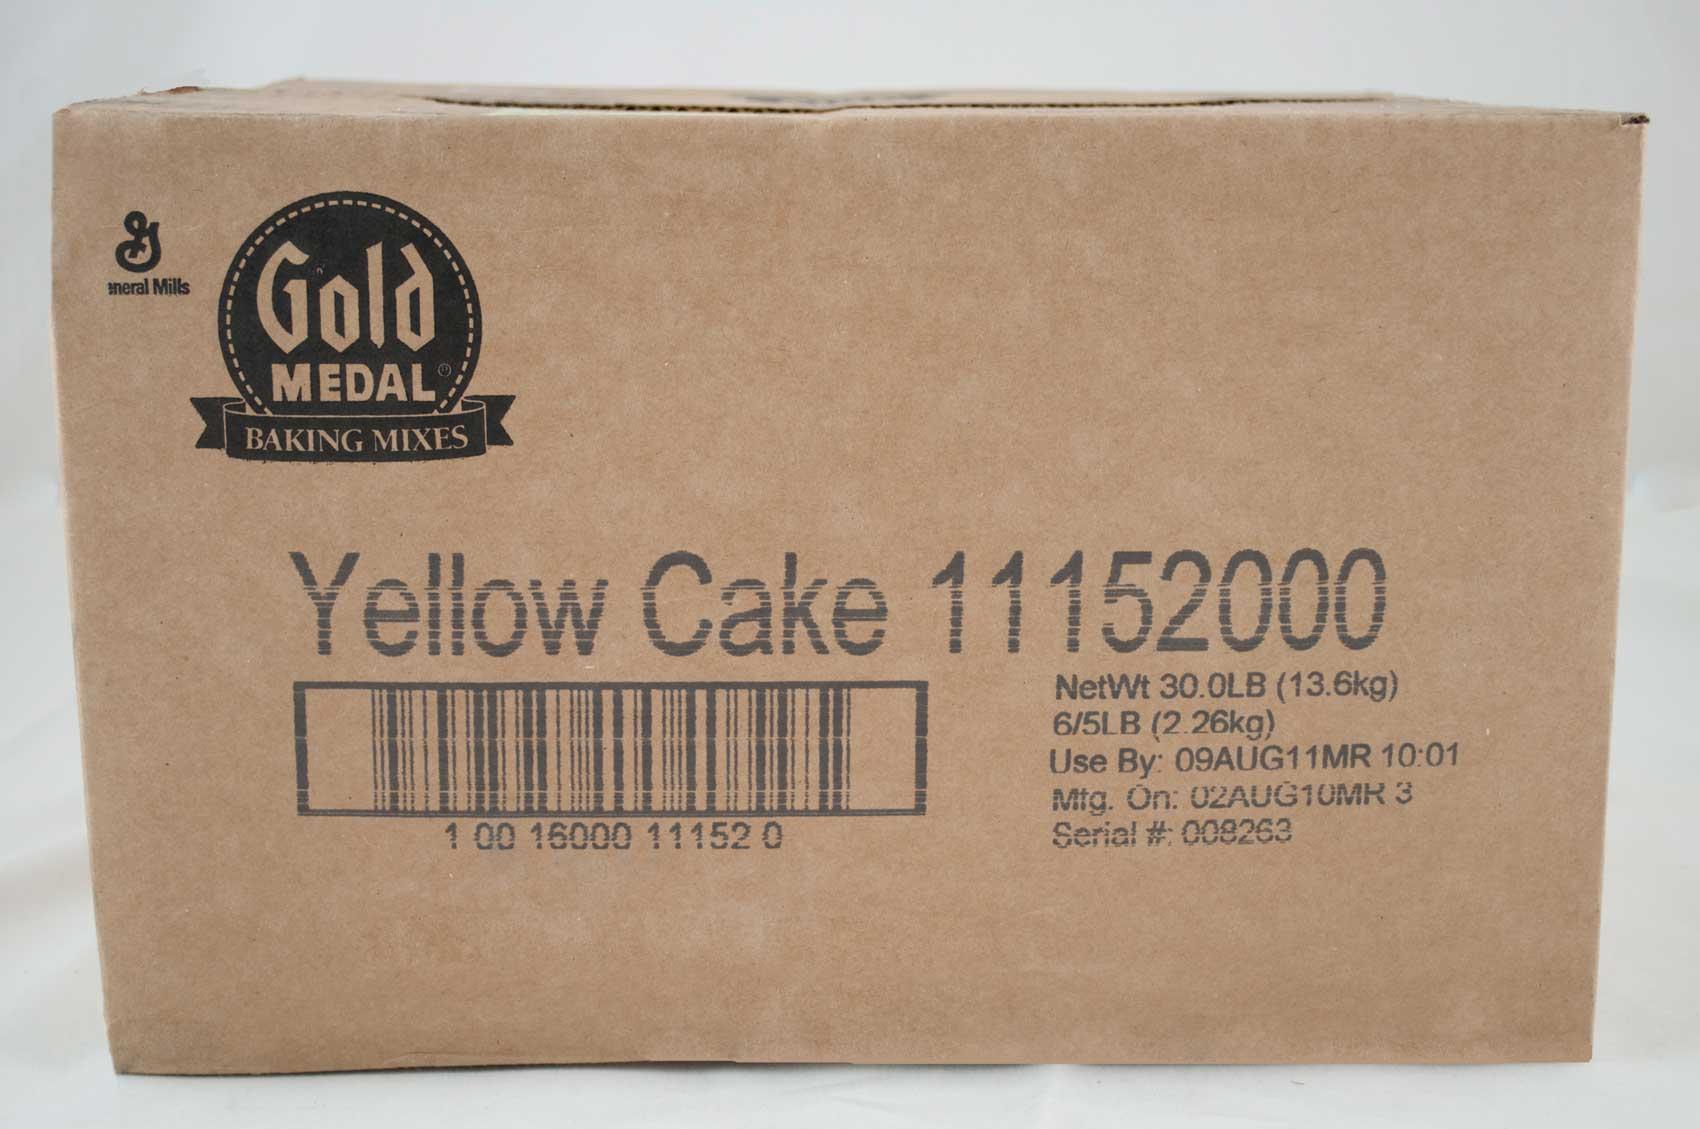 eneral Mills
Gold
MEDAL®
BAKING MIXES
Yellow Cake 11152000
NetWt 30.0LB (13.6kg)
6/5LB (2.26kg)
Use By: 09AUG11MR 10:01
Mfg. On: 02AUG10MR 3
Serial #: 008263
1 00 16000 11152 0